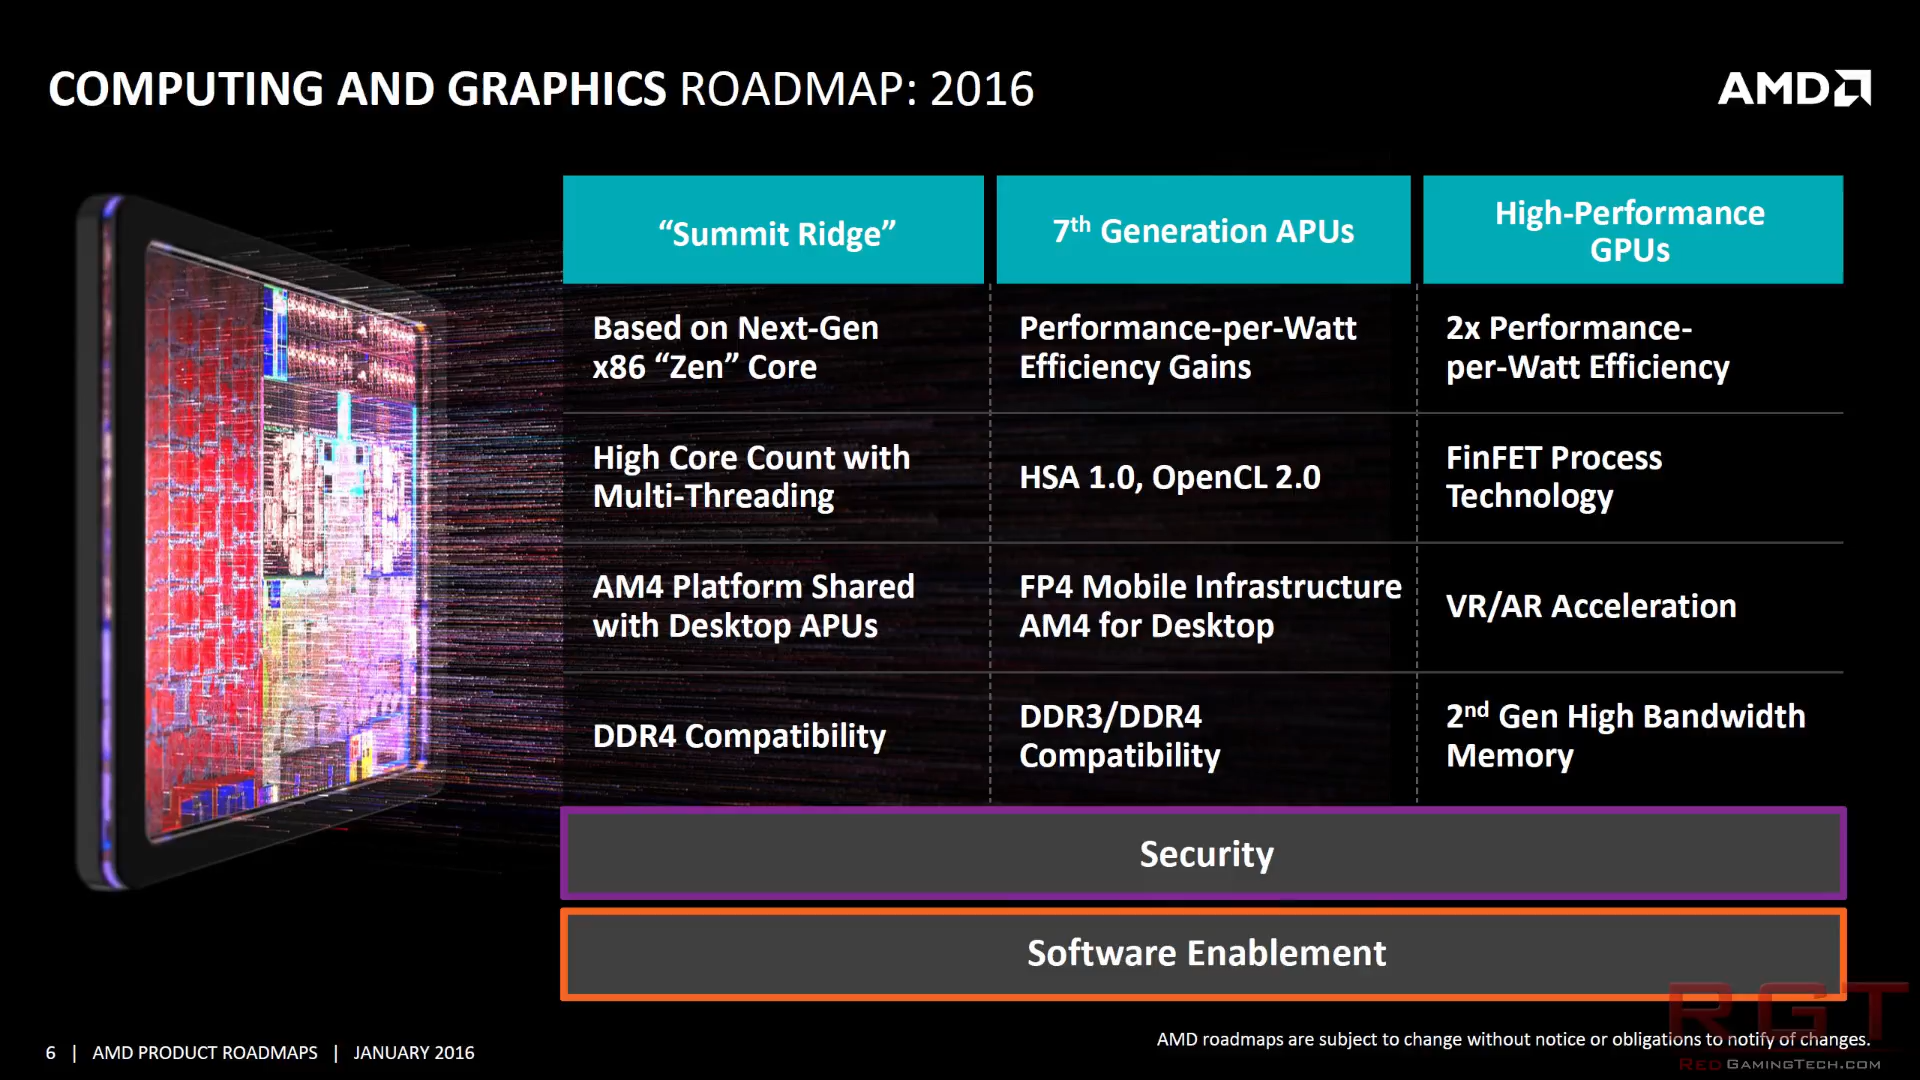 COMPUTING AND GRAPHICS ROADMAP: 2016
AMD
“Summit Ridge”
7th Generation APUs
High-Performance
GPUs
Based on Next-Gen
x86 “Zen” Core
Performance-per-Watt
Efficiency Gains
2x Performance-
per-Watt Efficiency
High Core Count with
Multi-Threading
HSA 1.0, OpenCL 2.0
FinFET Process
Technology
AM4 Platform Shared
with Desktop APUs
FP4 Mobile Infrastructure
AM4 for Desktop
VR/AR Acceleration
DDR4 Compatibility
DDR3/DDR4
Compatibility
2nd Gen High Bandwidth
Memory
Security
Software Enablement
RGT
REDGAMINGTECH.COM
6 | AMD PRODUCT ROADMAPS | JANUARY 2016
AMD roadmaps are subject to change without notice or obligations to notify of changes.